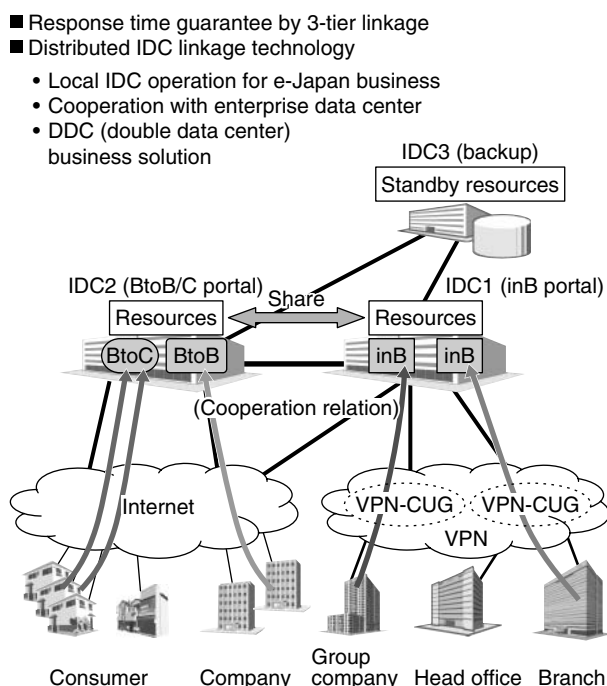 ■ Response time guarantee by 3-tier linkage
■ Distributed IDC linkage technology
• Local IDC operation for e-Japan business
• Cooperation with enterprise data center
• DDC (double data center)
business solution
IDC3 (backup)
Standby resources
IDC2 (BtoB/C portal)
Share
IDC1 (inB portal)
Resources
Resources
BtoC
BtoB
inB
inB
(Cooperation relation)
Internet
VPN-CUG
VPN-CUG
VPN
Consumer
Company
Group
company
Head office
Branch